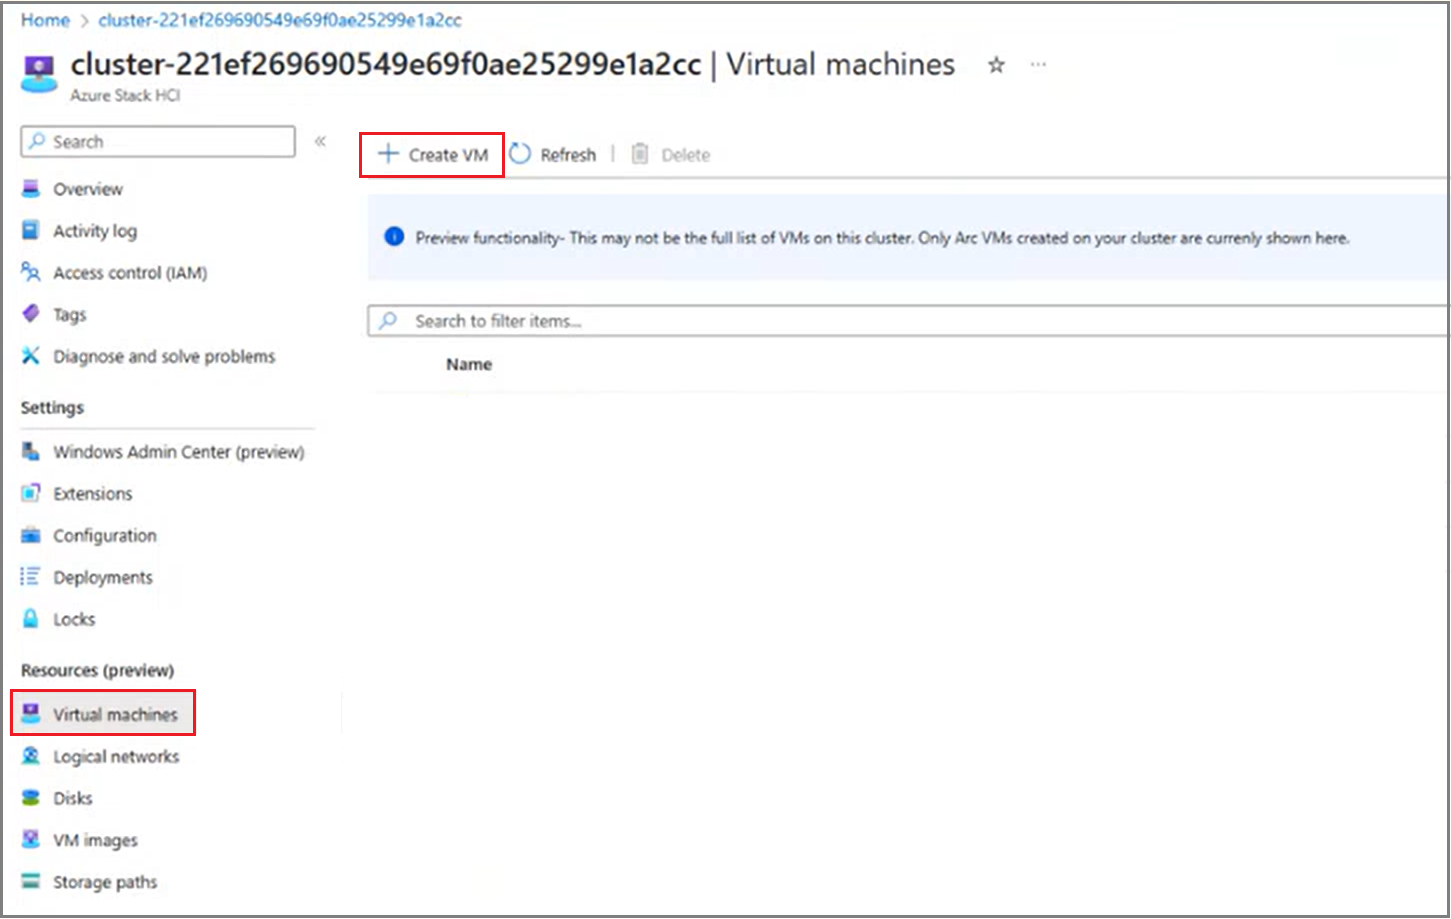 Home > cluster-221ef269690549e69f0ae25299e1a2cc
cluster-221ef269690549e69f0ae25299e1a2cc | Virtual machines
Azure Stack HCI
Search
Create VM
Refresh
Delete
Overview
Activity log
Access control (IAM)
Tags
Diagnose and solve problems
Settings
Windows Admin Center (preview)
Extensions
Configuration
Deployments
Locks
Resources (preview)
Virtual machines
Logical networks
Disks
VM images
Storage paths
Preview functionality- This may not be the full list of VMs on this cluster. Only Arc VMs created on your cluster are currenly shown here.
Search to filter items...
Name